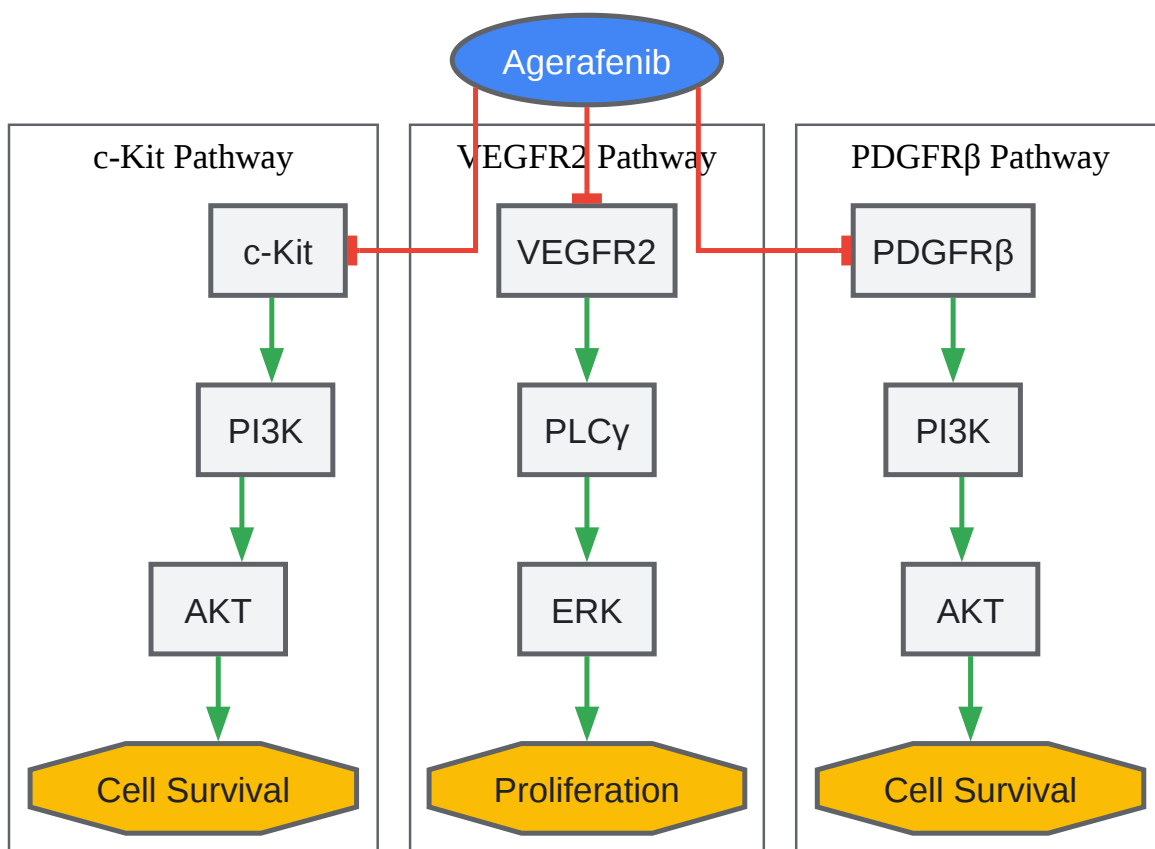 Agerafenib
c-Kit Pathway
VEGFR2 Pathway
PDGFRβ Pathway
c-Kit
VEGFR2
PDGFRβ
PI3K
PLCγ
PI3K
AKT
ERK
AKT
Cell Survival
Proliferation
Cell Survival